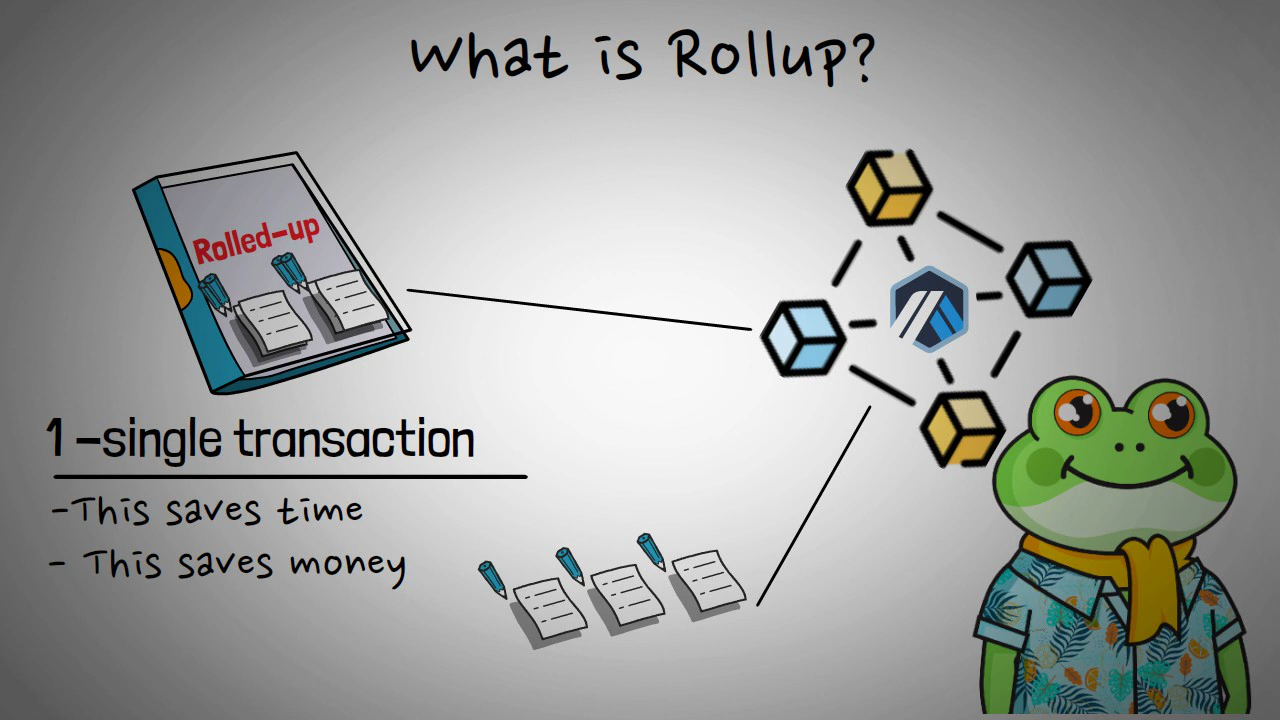 What is Rollup?
Rolled-up
1 -single transaction
-This saves time
- This saves money